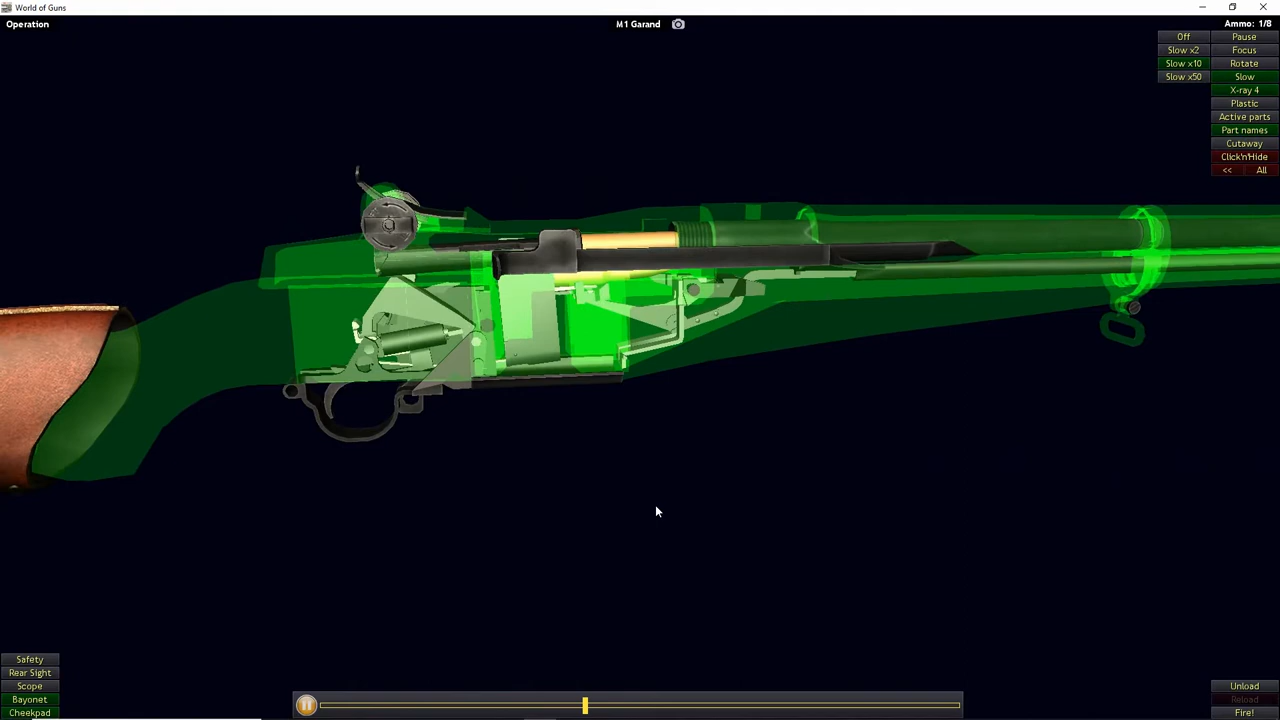 World of Guns
Operation
M1 Garand
Ammo: 1/8
Off
Pause
Slow x2
Focus
Slow x10
Rotate
Slow x50
Slow
X-ray 4
Plastic
Active parts
Part names
Cutaway
Click'n'Hide
<<
All
Safety
Rear Sight
Scope
Bayonet
Cheekpad
Unload
Reload
Fire!